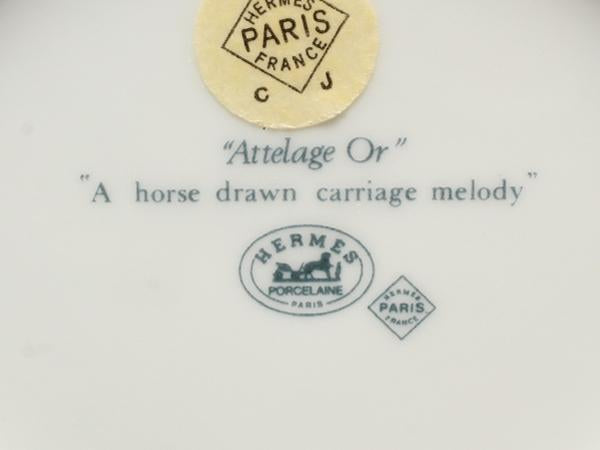 HERMES
PARIS
FRANCE
C J
“Attelage Or”
“A horse drawn carriage melody”
HERMES
PORCELAINE
PARIS
HERMES
PARIS
FRANCE